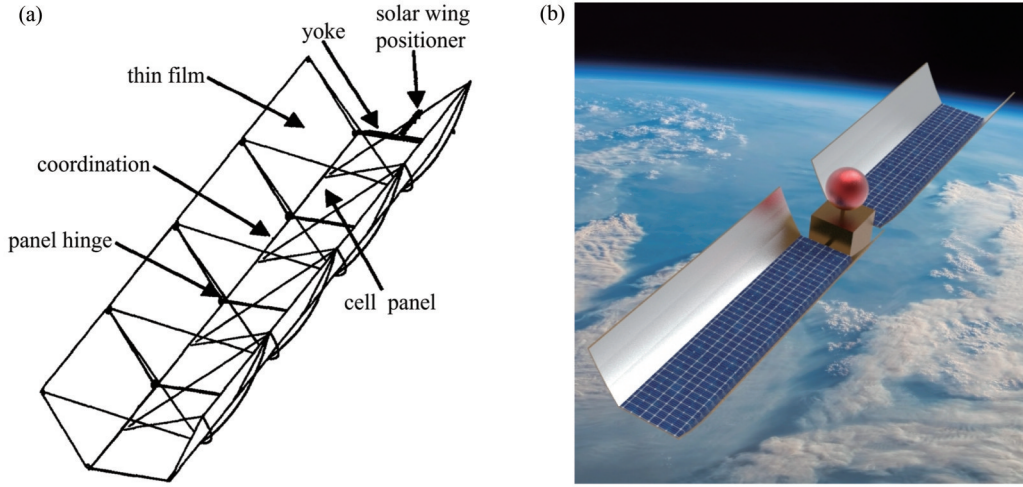 (a)
(b)
yoke
solar wing
positioner
thin film
coordination
panel hinge
cell panel